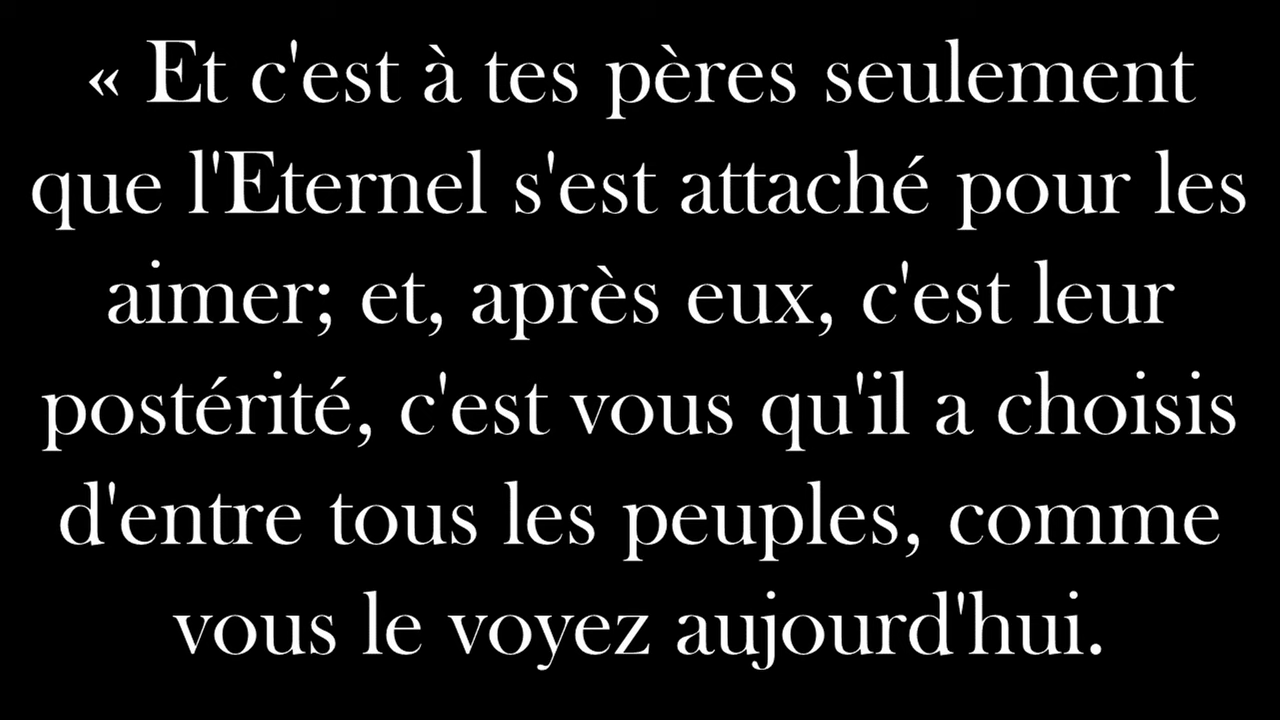 « Et c'est à tes pères seulement
que l'Eternel s'est attaché pour les
aimer; et, après eux, c'est leur
postérité, c'est vous qu'il a choisis
d'entre tous les peuples, comme
vous le voyez aujourd'hui.